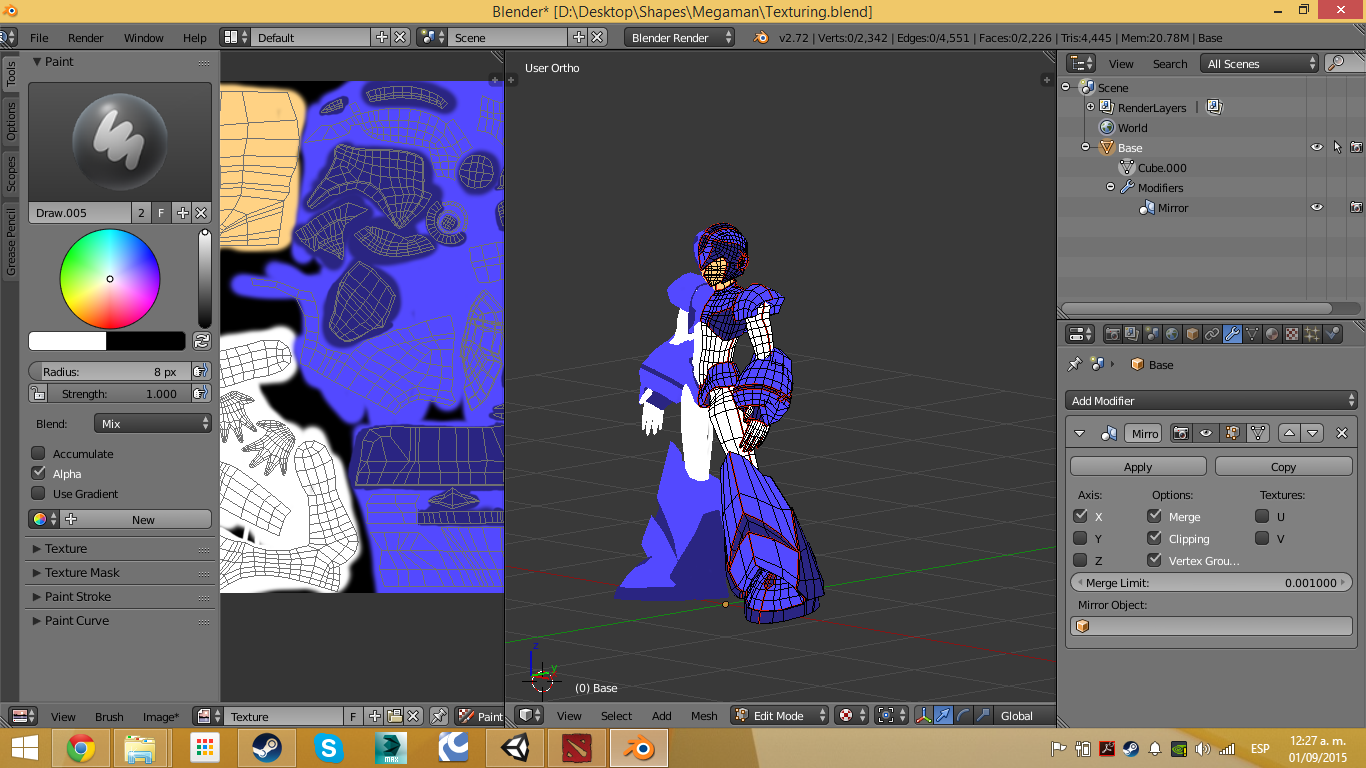 Blender* [D:\Desktop\Shapes\Megaman\Texturing.blend]
File Render Window Help Default Scene Blender Render v2.72 | Verts:0/2,342 | Edges:0/4,551 | Faces:0/2,226 | Tris:4,445 | Mem:20.78M | Base
Tools
Options
Scopes
Grease Pencil
Paint
Draw.005 2 F
Radius: 8 px
Strength: 1.000
Blend: Mix
Accumulate
Alpha
Use Gradient
New
Texture
Texture Mask
Paint Stroke
Paint Curve
View Brush Image* Texture F Paint
User Ortho
z
y
(0) Base
View Select Add Mesh Edit Mode Global
View Search All Scenes
Scene
RenderLayers |
World
Base
Cube.000
Modifiers
Mirror
Base
Add Modifier
Mirro
Apply Copy
Axis: Options: Textures:
X Merge U
Y Clipping V
Z Vertex Grou...
Merge Limit: 0.001000
Mirror Object:
MAX
ESP
12:27 a. m.
01/09/2015